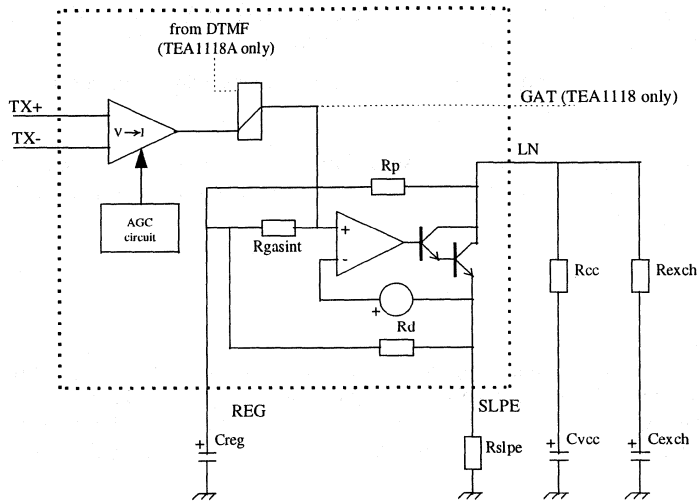 from DTMF
(TEA1118A only)
GAT (TEA1118 only)
TX+
TX-
V→I
LN
Rp
AGC
circuit
Rgasint
+
-
Rcc
Rexch
+
Rd
REG
SLPE
+
Creg
Rslpe
+
Cvcc
+
Cexch